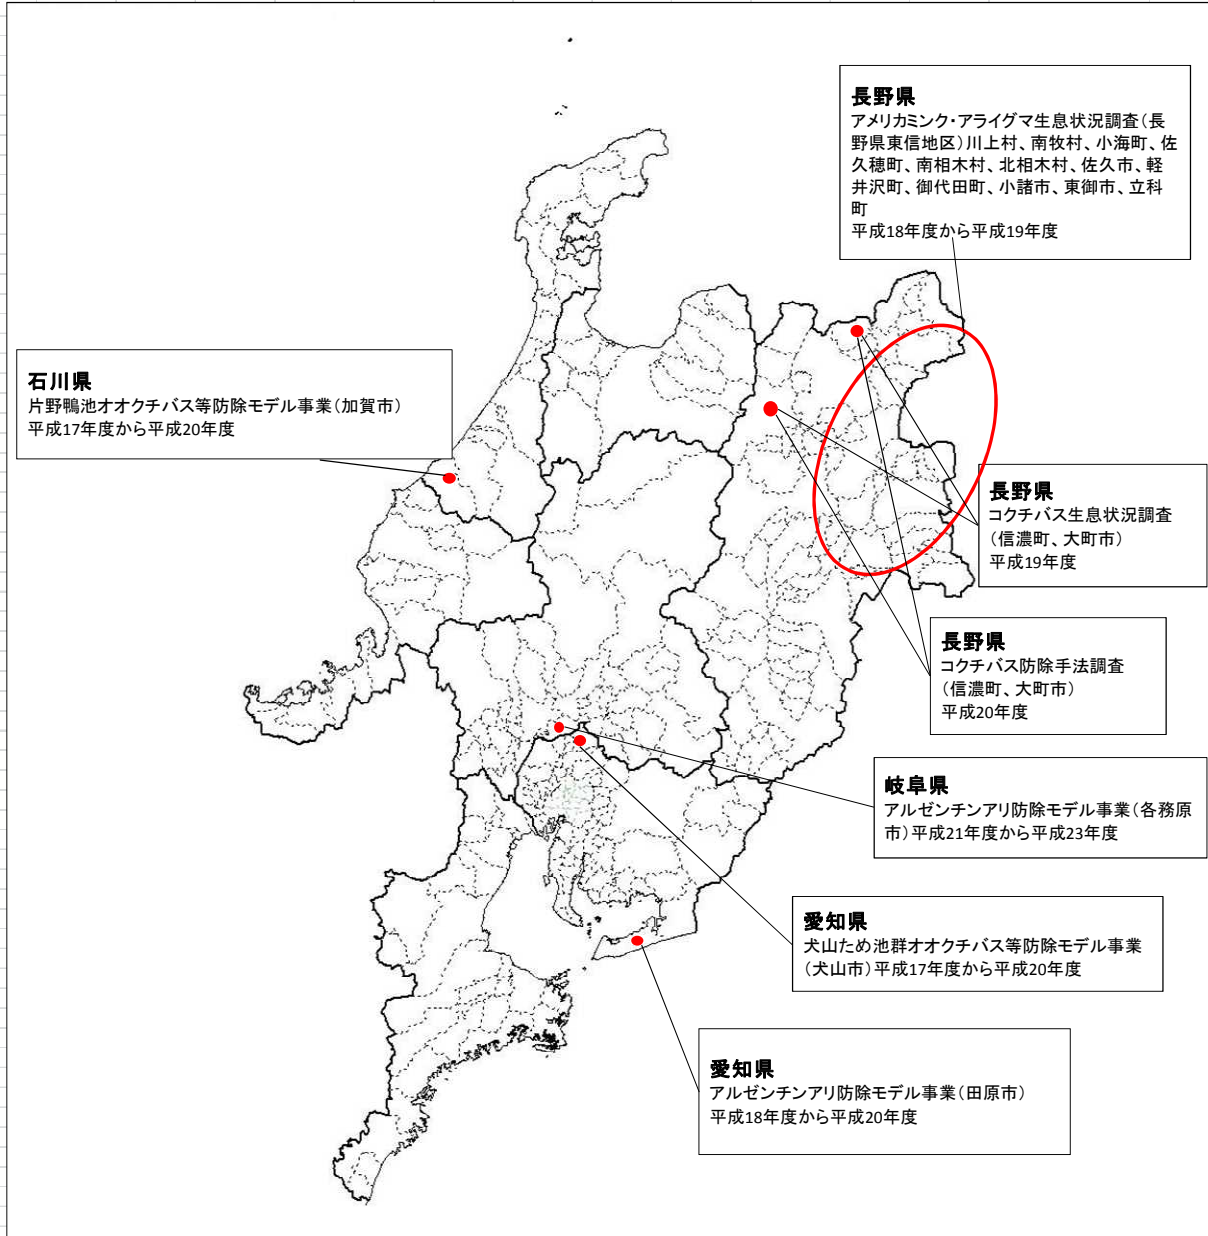 長野県
アメリカミンク・アライグマ生息状況調査(長
野県東信地区)川上村、南牧村、小海町、佐
久穂町、南相木村、北相木村、佐久市、軽
井沢町、御代田町、小諸市、東御市、立科
町
平成18年度から平成19年度
石川県
片野鴨池オオクチバス等防除モデル事業(加賀市)
平成17年度から平成20年度
長野県
コクチバス生息状況調査
(信濃町、大町市)
平成19年度
長野県
コクチバス防除手法調査
(信濃町、大町市)
平成20年度
岐阜県
アルゼンチンアリ防除モデル事業(各務原
市)平成21年度から平成23年度
愛知県
犬山ため池群オオクチバス等防除モデル事業
(犬山市)平成17年度から平成20年度
愛知県
アルゼンチンアリ防除モデル事業(田原市)
平成18年度から平成20年度